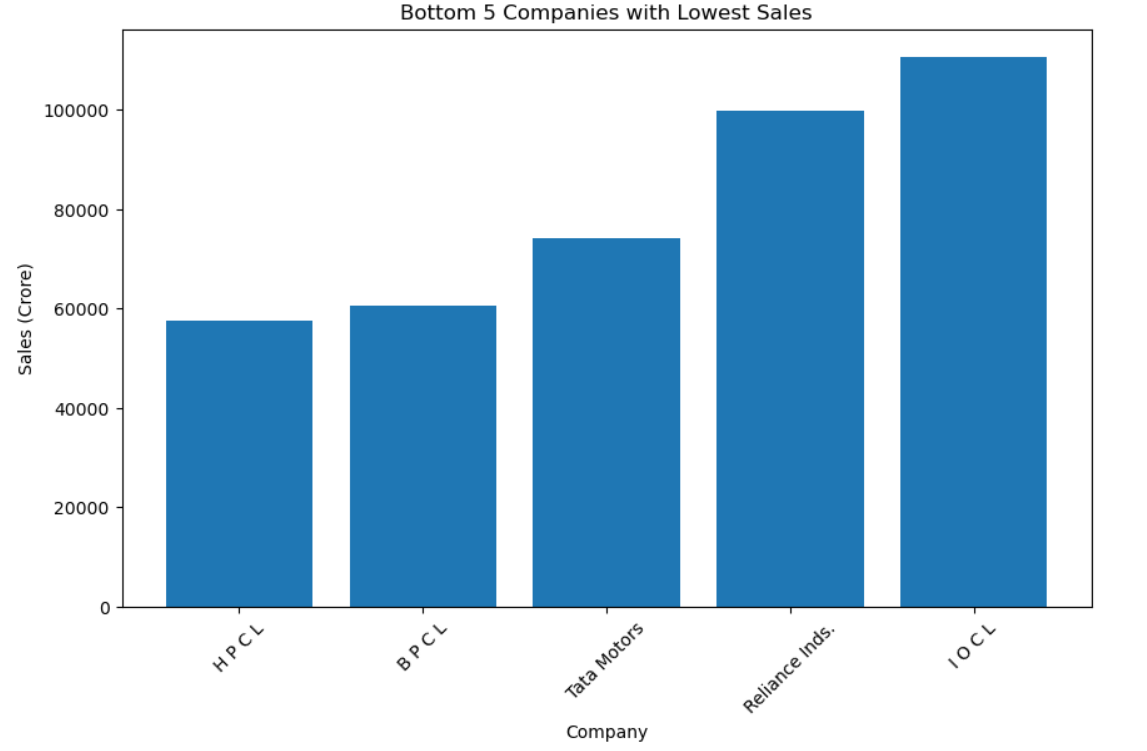 Bottom 5 Companies with Lowest Sales
Sales (Crore)
100000
80000
60000
40000
20000
0
H P C L
B P C L
Tata Motors
Reliance Inds.
I O C L
Company